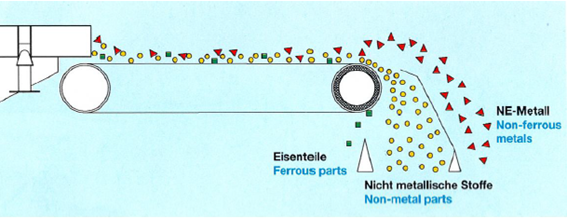 NE-Metall
Non-ferrous
metals
Eisenteile
Ferrous parts
Nicht metallische Stoffe
Non-metal parts